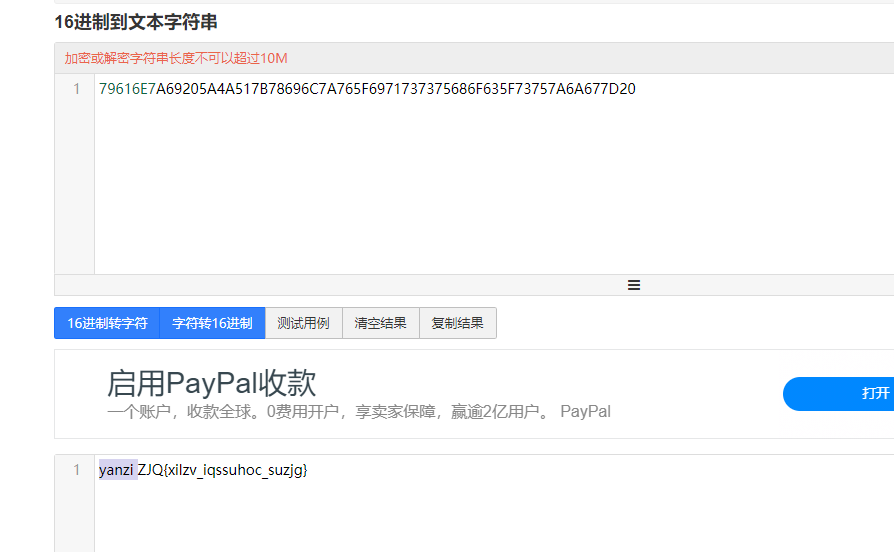 16进制到文本字符串
加密或解密字符串长度不可以超过10M
1 79616E7A69205A4A517B78696C7A765F6971737375686F635F73757A6A677D20
16进制转字符 字符转16进制 测试用例 清空结果 复制结果
启用PayPal收款
一个账户，收款全球。0费用开户，享卖家保障，赢逾2亿用户。 PayPal
打开
1 yanzi ZJQ{xilzv_iqssuhoc_suzjg}